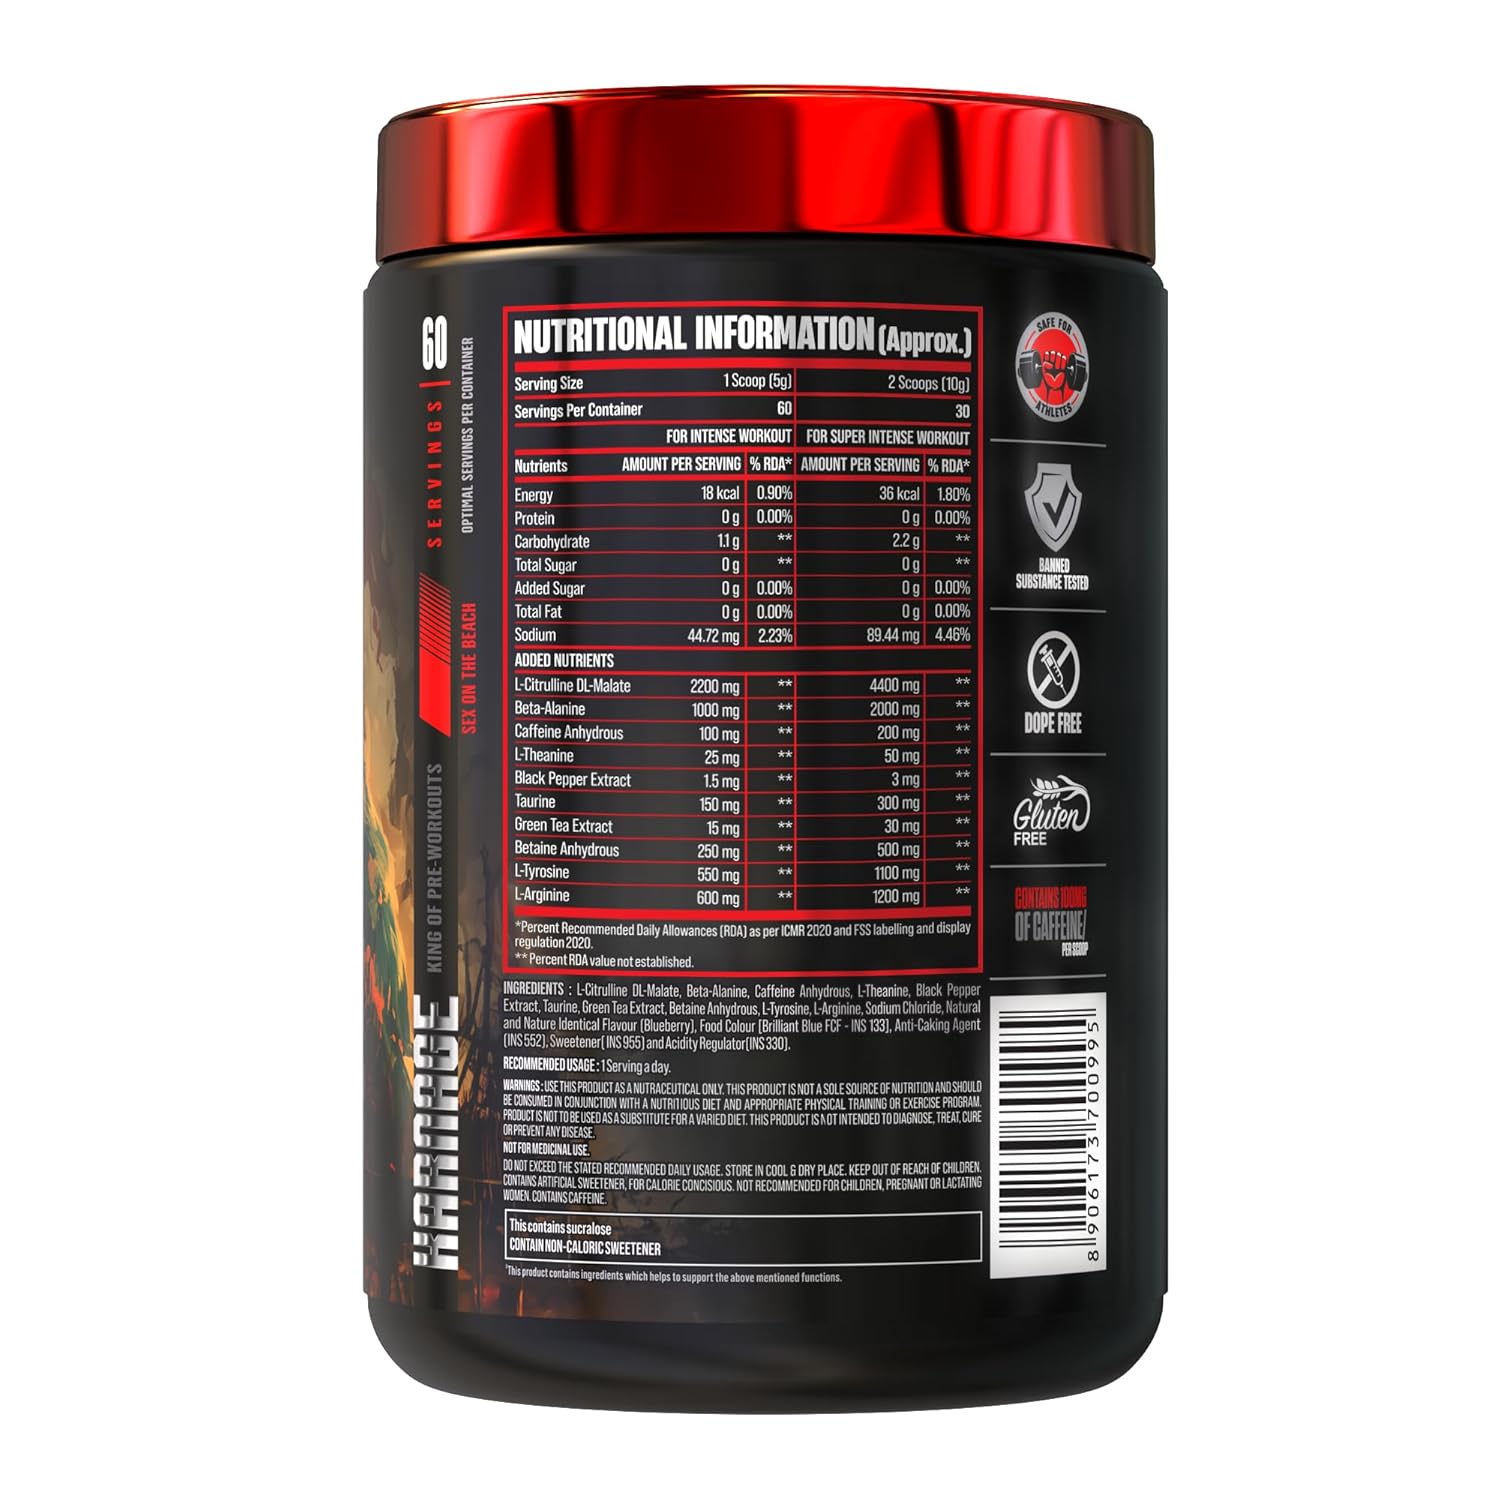 60
SERVINGS |
OPTIMAL SERVINGS PER CONTAINER
SEX ON THE BEACH
KING OF PRE-WORKOUTS
KARNAGE
NUTRITIONAL INFORMATION (Approx.)
Serving Size 1 Scoop (5g) 2 Scoops (10g)
Servings Per Container 60 30
FOR INTENSE WORKOUT FOR SUPER INTENSE WORKOUT
Nutrients AMOUNT PER SERVING % RDA* AMOUNT PER SERVING % RDA*
Energy 18 kcal 0.90% 36 kcal 1.80%
Protein 0 g 0.00% 0 g 0.00%
Carbohydrate 1.1 g ** 2.2 g **
Total Sugar 0 g ** 0 g **
Added Sugar 0 g 0.00% 0 g 0.00%
Total Fat 0 g 0.00% 0 g 0.00%
Sodium 44.72 mg 2.23% 89.44 mg 4.46%
ADDED NUTRIENTS
L-Citrulline DL-Malate 2200 mg ** 4400 mg **
Beta-Alanine 1000 mg ** 2000 mg **
Caffeine Anhydrous 100 mg ** 200 mg **
L-Theanine 25 mg ** 50 mg **
Black Pepper Extract 1.5 mg ** 3 mg **
Taurine 150 mg ** 300 mg **
Green Tea Extract 15 mg ** 30 mg **
Betaine Anhydrous 250 mg ** 500 mg **
L-Tyrosine 550 mg ** 1100 mg **
L-Arginine 600 mg ** 1200 mg **
*Percent Recommended Daily Allowances (RDA) as per ICMR 2020 and FSS labelling and display
regulation 2020.
** Percent RDA value not established.
INGREDIENTS : L-Citrulline DL-Malate, Beta-Alanine, Caffeine Anhydrous, L-Theanine, Black Pepper
Extract, Taurine, Green Tea Extract, Betaine Anhydrous, L-Tyrosine, L-Arginine, Sodium Chloride, Natural
and Nature Identical Flavour (Blueberry), Food Colour [Brilliant Blue FCF - INS 133], Anti-Caking Agent
(INS 552), Sweetener( INS 955) and Acidity Regulator(INS 330).
RECOMMENDED USAGE : 1 Serving a day.
WARNINGS : USE THIS PRODUCT AS A NUTRACEUTICAL ONLY. THIS PRODUCT IS NOT A SOLE SOURCE OF NUTRITION AND SHOULD
BE CONSUMED IN CONJUNCTION WITH A NUTRITIOUS DIET AND APPROPRIATE PHYSICAL TRAINING OR EXERCISE PROGRAM.
PRODUCT IS NOT TO BE USED AS A SUBSTITUTE FOR A VARIED DIET. THIS PRODUCT IS NOT INTENDED TO DIAGNOSE, TREAT, CURE
OR PREVENT ANY DISEASE.
NOT FOR MEDICINAL USE.
DO NOT EXCEED THE STATED RECOMMENDED DAILY USAGE. STORE IN COOL & DRY PLACE. KEEP OUT OF REACH OF CHILDREN.
CONTAINS ARTIFICIAL SWEETENER, FOR CALORIE CONCISIOUS. NOT RECOMMENDED FOR CHILDREN, PREGNANT OR LACTATING
WOMEN. CONTAINS CAFFEINE.
This contains sucralose
CONTAIN NON-CALORIC SWEETENER
This product contains ingredients which helps to support the above mentioned functions.
SAFE FOR
ATHLETES
BANNED
SUBSTANCE TESTED
DOPE FREE
Gluten
FREE
CONTAINS 100MG
OF CAFFEINE/
PER SCOOP
8 906173 700995